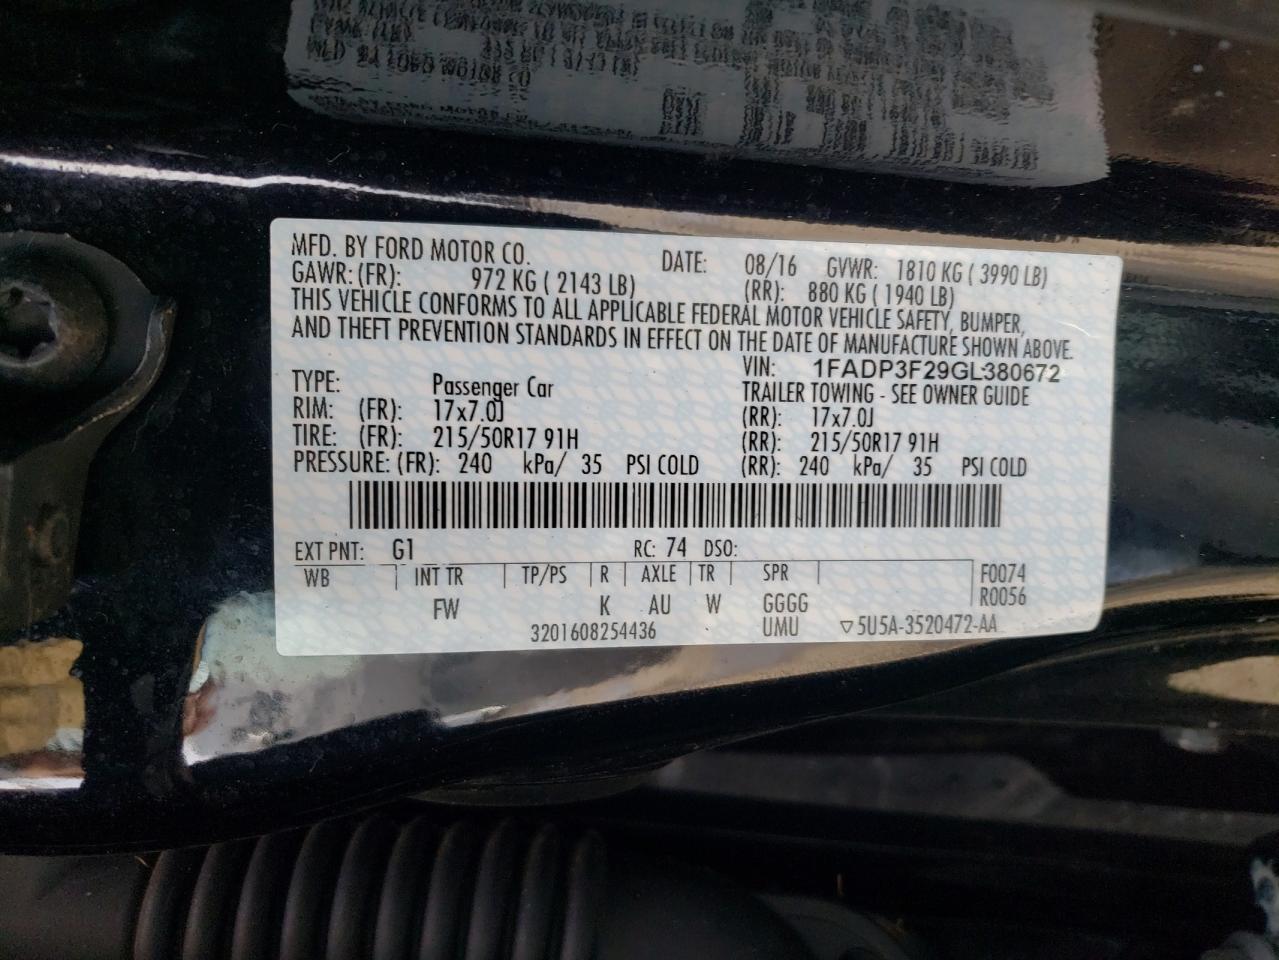 MFD. BY FORD MOTOR CO. DATE: 08/16 GVWR: 1810 KG ( 3990 LB)
GAWR: (FR): 972 KG ( 2143 LB) (RR): 880 KG ( 1940 LB)
THIS VEHICLE CONFORMS TO ALL APPLICABLE FEDERAL MOTOR VEHICLE SAFETY, BUMPER,
AND THEFT PREVENTION STANDARDS IN EFFECT ON THE DATE OF MANUFACTURE SHOWN ABOVE.
VIN: 1FADP3F29GL380672
TYPE: Passenger Car TRAILER TOWING - SEE OWNER GUIDE
RIM: (FR): 17x7.0J (RR): 17x7.0J
TIRE: (FR): 215/50R17 91H (RR): 215/50R17 91H
PRESSURE: (FR): 240 kPa/ 35 PSI COLD (RR): 240 kPa/ 35 PSI COLD
EXT PNT: G1 RC: 74 DSO:
WB INT TR TP/PS R AXLE TR SPR F0074
FW K AU W GGGG R0056
3201608254436 UMU ▽5U5A-3520472-AA